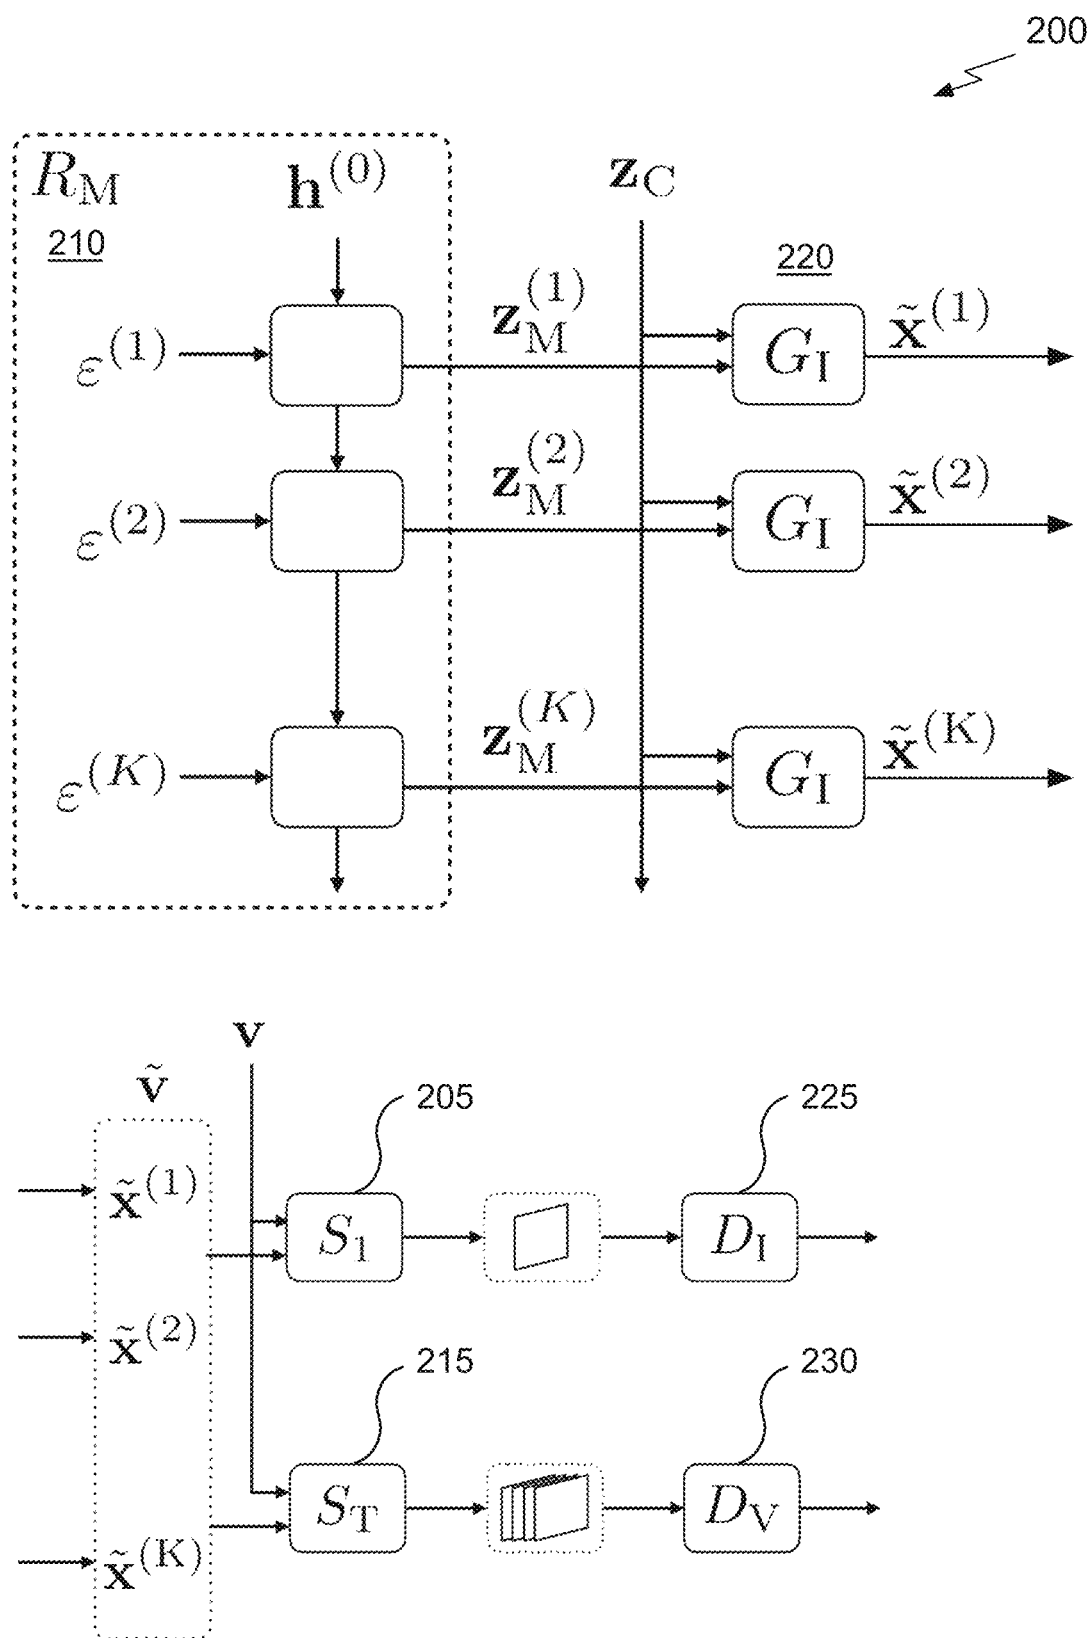 200
R_M h^(0) z_C
210 220
ε^(1) z_M^(1) G_I x̃^(1)
ε^(2) z_M^(2) G_I x̃^(2)
ε^(K) z_M^(K) G_I x̃^(K)
v
ṽ 205 225
x̃^(1) S_1 D_I
x̃^(2) 215 230
S_T D_V
x̃^(K)